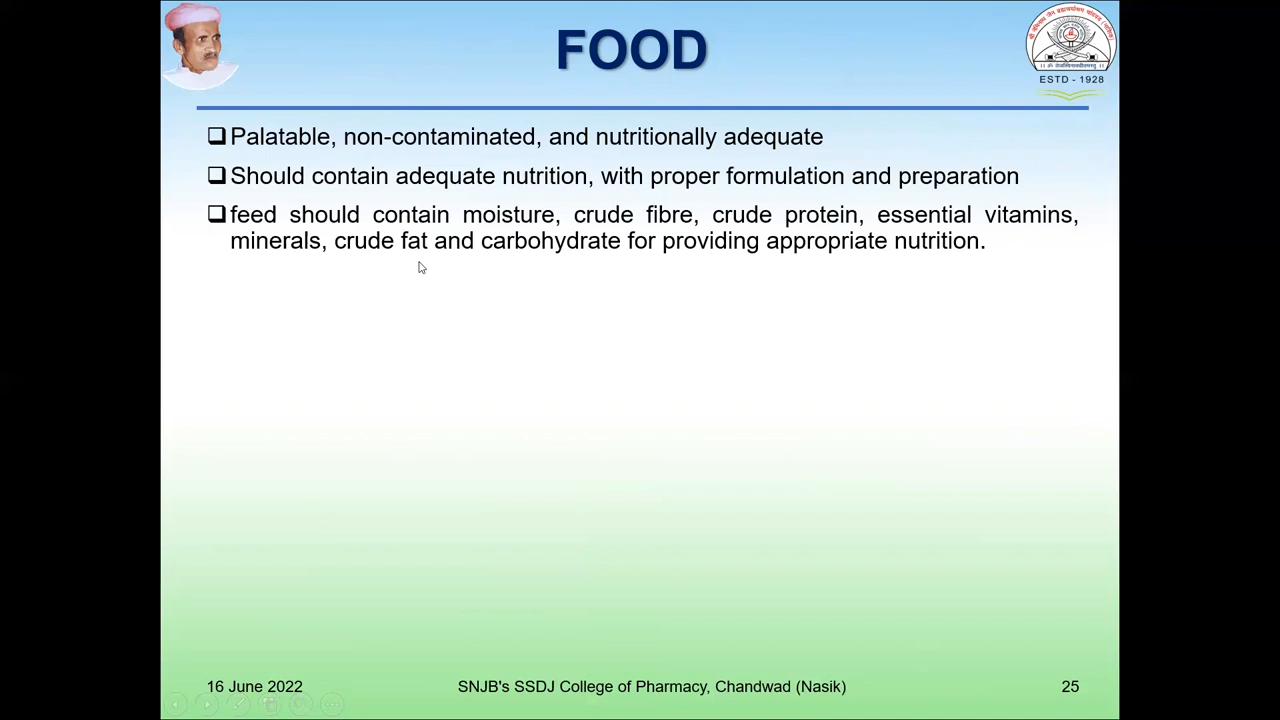 FOOD
ESTD - 1928
Palatable, non-contaminated, and nutritionally adequate
Should contain adequate nutrition, with proper formulation and preparation
feed should contain moisture, crude fibre, crude protein, essential vitamins,
minerals, crude fat and carbohydrate for providing appropriate nutrition.
16 June 2022
SNJB's SSDJ College of Pharmacy, Chandwad (Nasik)
25